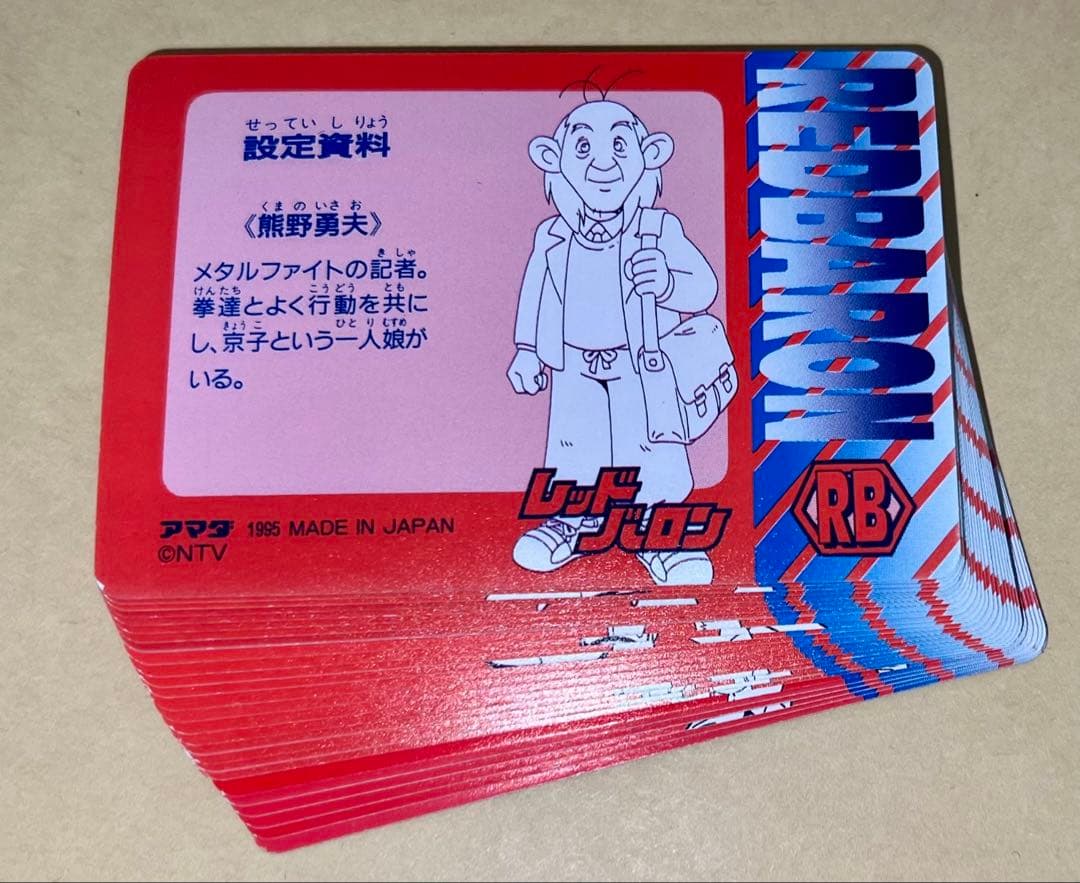 せっていしりょう
設定資料
くまのいさお
《熊野勇夫》
きしゃ
メタルファイトの記者。
けんたち こうどう とも
拳達とよく行動を共に
きょうこ ひとりむすめ
し、京子という一人娘が
いる。
アマダ 1995 MADE IN JAPAN
©NTV
レッド
バロン
RED BARON
RB